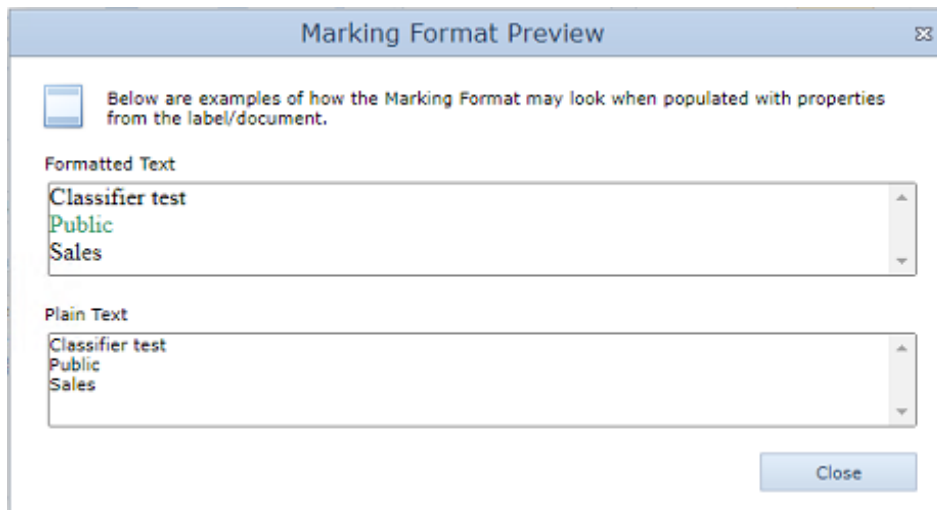 Marking Format Preview
Below are examples of how the Marking Format may look when populated with properties
from the label/document.
Formatted Text
Classifier test
Public
Sales
Plain Text
Classifier test
Public
Sales
Close